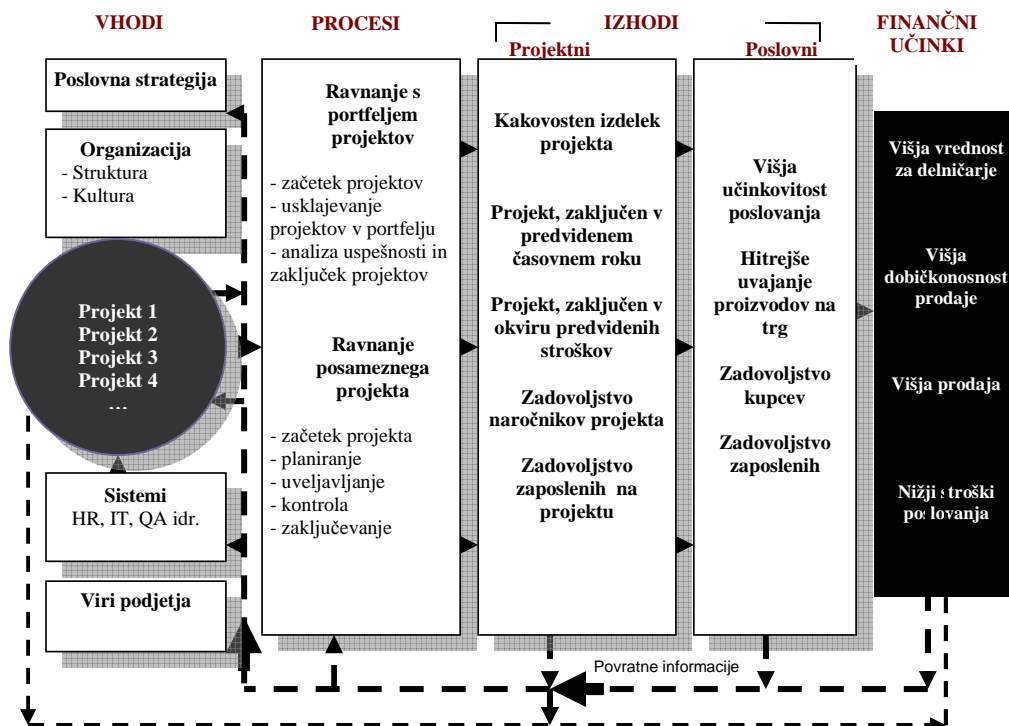 VHODI
PROCESI
IZHODI
FINANČNI
UČINKI
Projektni
Poslovni
Poslovna strategija
Organizacija
- Struktura
- Kultura
Projekt 1
Projekt 2
Projekt 3
Projekt 4
…
Sistemi
HR, IT, QA idr.
Viri podjetja
Ravnanje s
portfeljem
projektov
- začetek projektov
- usklajevanje
projektov v portfelju
- analiza uspešnosti in
zaključek projektov
Ravnanje
posameznega
projekta
- začetek projekta
- planiranje
- uveljavljanje
- kontrola
- zaključevanje
Kakovosten izdelek
projekta
Projekt, zaključen v
predvidenem
časovnem roku
Projekt, zaključen v
okviru predvidenih
stroškov
Zadovoljstvo
naročnikov projekta
Zadovoljstvo
zaposlenih na
projektu
Višja
učinkovitost
poslovanja
Hitrejše
uvajanje
proizvodov na
trg
Zadovoljstvo
kupcev
Zadovoljstvo
zaposlenih
Višja vrednost
za delničarje
Višja
dobičkonosnost
prodaje
Višja prodaja
Nižji stroški
poslovanja
Povratne informacije